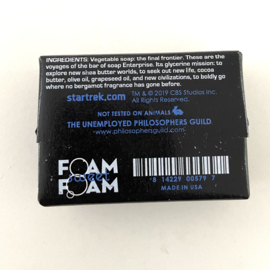 INGREDIENTS: Vegetable soap: the final frontier. These are the
voyages of the bar of soap Enterprise. Its glycerine mission: to
explore new shea butter worlds, to seek out new life, cocoa
butter, olive oil, grapeseed oil, and new civilizations, to boldly go
where no bergamot fragrance has gone before.
startrek.com
TM & © 2019 CBS Studios Inc.
All Rights Reserved.
NOT TESTED ON ANIMALS
THE UNEMPLOYED PHILOSOPHERS GUILD
www.philosophersguild.com
FOAM
sweet
FOAM
8 14229 00579 7
MADE IN USA